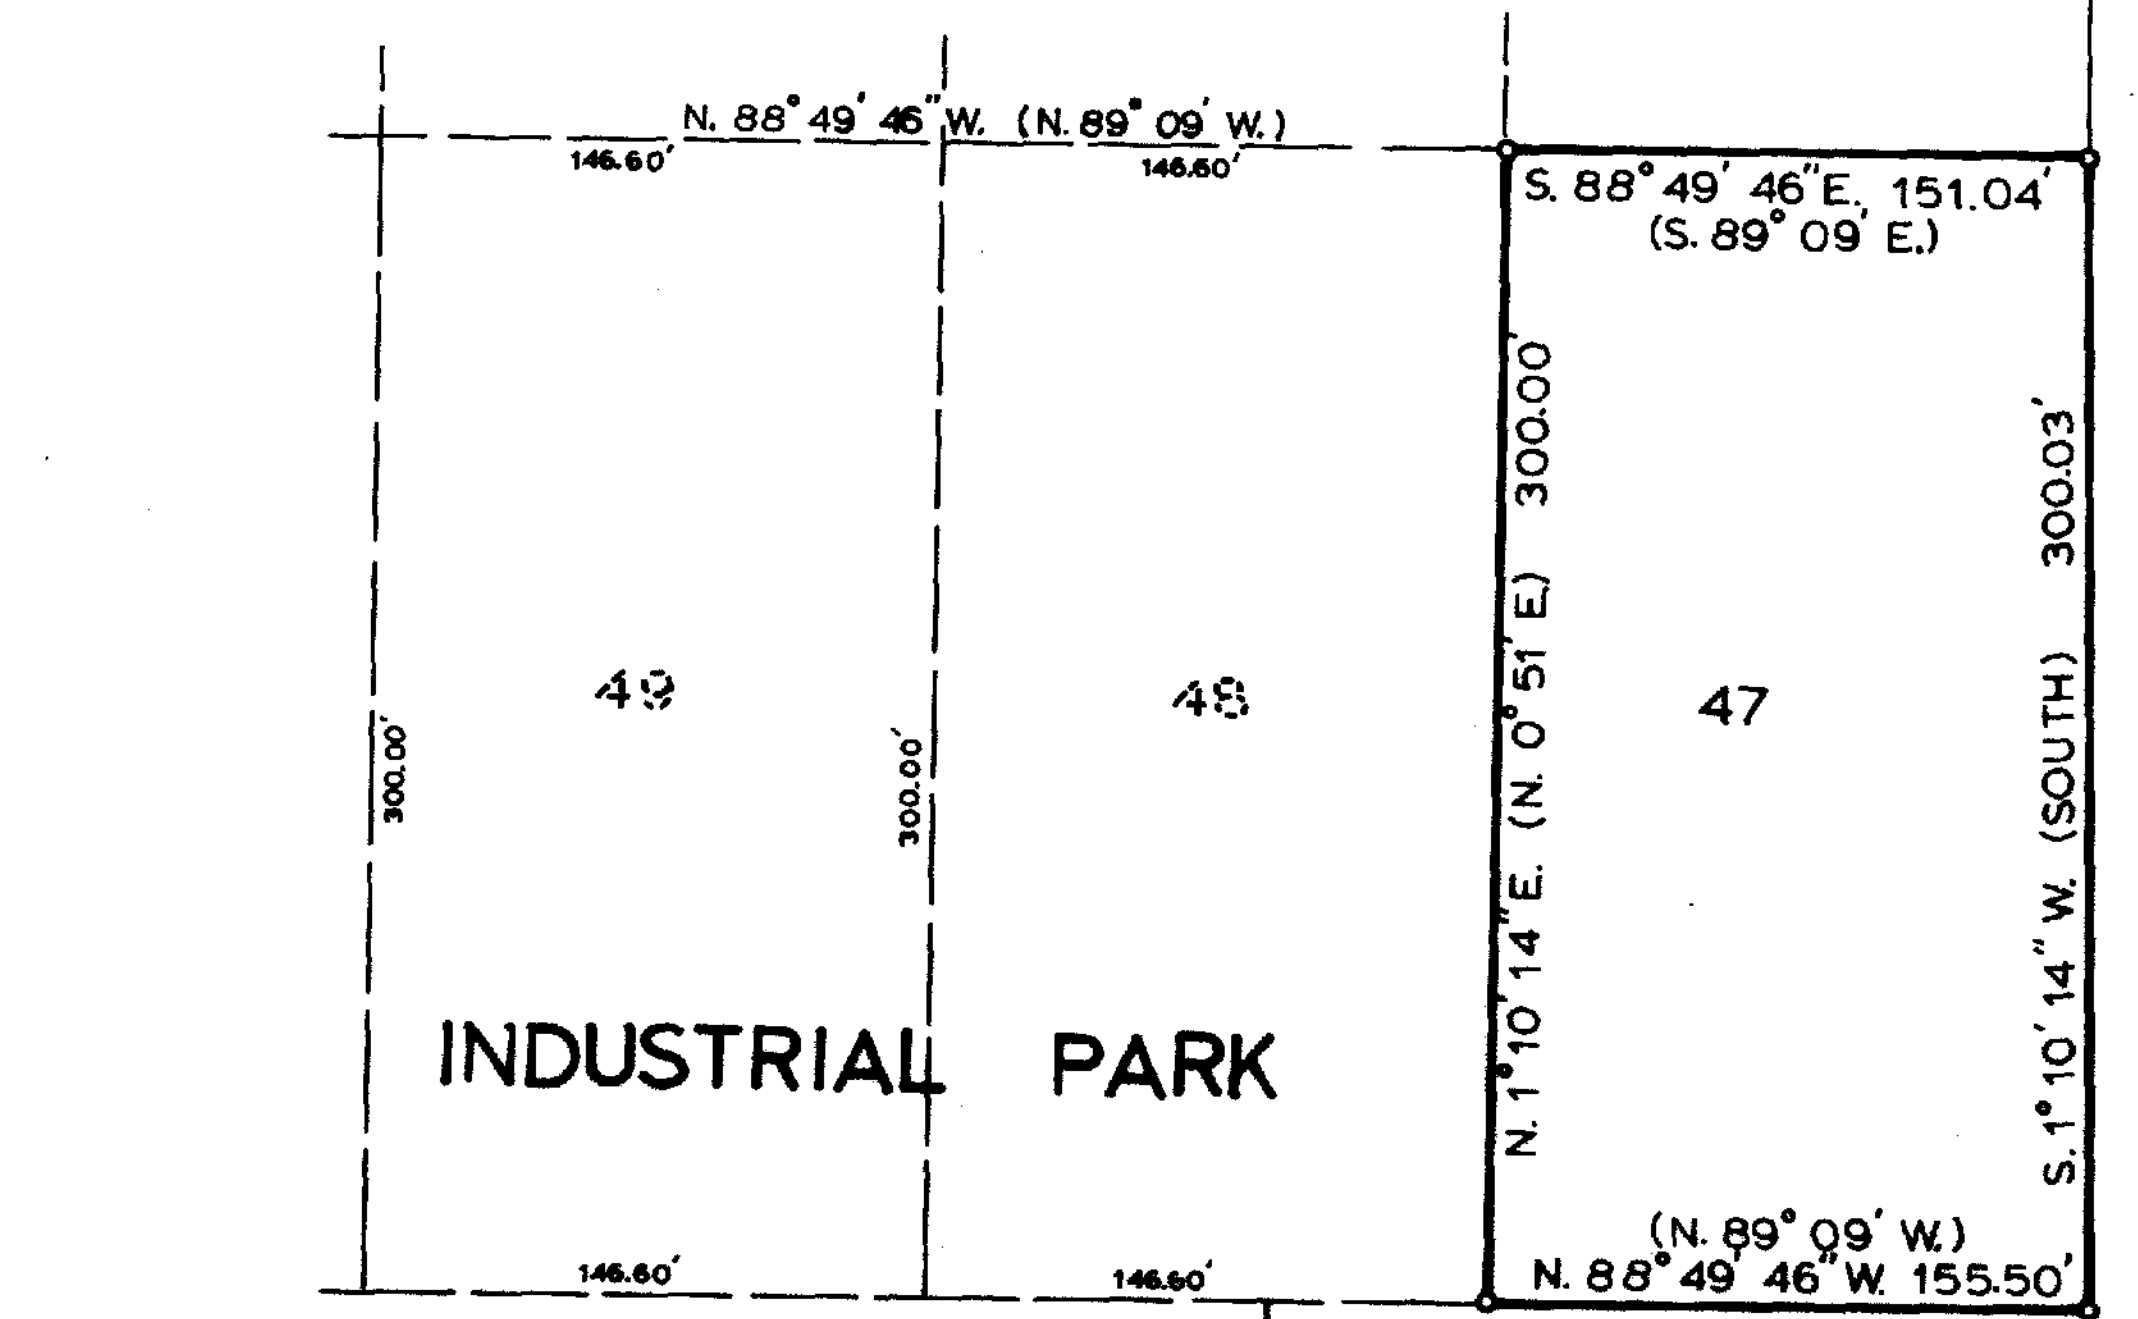 N. 88° 49' 46" W. (N. 89° 09' W.)
146.60'
146.60'
S. 88° 49' 46" E., 151.04'
(S. 89° 09' E.)
300.00'
300.00'
N. 1° 10' 14" E. (N. 0° 51' E.) 300.00'
S. 1° 10' 14" W. (SOUTH) 300.03'
49
48
47
INDUSTRIAL PARK
146.60'
146.60'
(N. 89° 09' W.)
N. 88° 49' 46" W. 155.50'